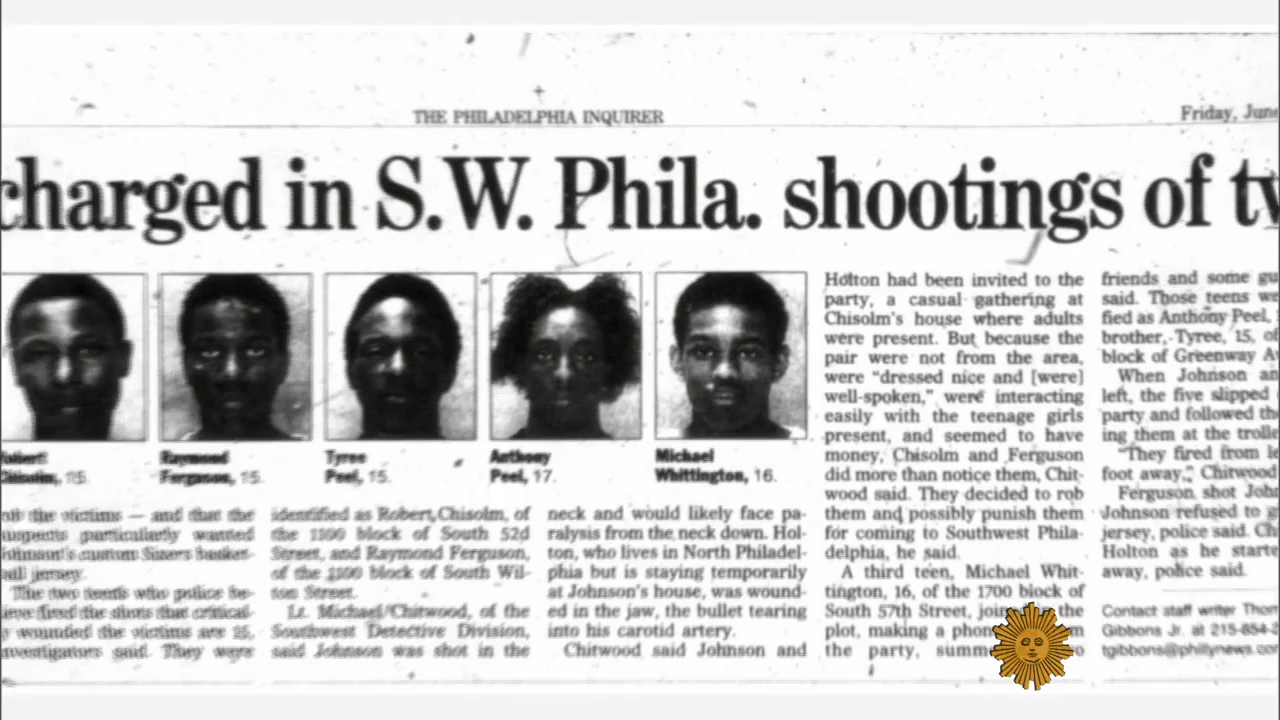 THE PHILADELPHIA INQUIRER
Friday, June
charged in S.W. Phila. shootings of tw
Robert
Chisolm, 15.
Raymond
Ferguson, 15.
Tyree
Peel, 15.
Anthony
Peel, 17.
Michael
Whittington, 16.
the victims — and that the
particularly wanted
Johnson's custom Sixers basket-
ball jersey.
The two teens who police be-
lieve fired the shots that critical-
ly wounded the victims are 15,
investigators said. They were
identified as Robert Chisolm, of
the 1100 block of South 52d
Street, and Raymond Ferguson,
of the 1100 block of South Wil-
ton Street.
Lt. Michael Chitwood, of the
Southwest Detective Division,
said Johnson was shot in the
neck and would likely face pa-
ralysis from the neck down. Hol-
ton, who lives in North Philadel-
phia but is staying temporarily
at Johnson's house, was wound-
ed in the jaw, the bullet tearing
into his carotid artery.
Chitwood said Johnson and
Holton had been invited to the
party, a casual gathering at
Chisolm's house where adults
were present. But because the
pair were not from the area,
were “dressed nice and [were]
well-spoken,” were interacting
easily with the teenage girls
present, and seemed to have
money, Chisolm and Ferguson
did more than notice them, Chit-
wood said. They decided to rob
them and possibly punish them
for coming to Southwest Phila-
delphia, he said.
A third teen, Michael Whit-
tington, 16, of the 1700 block of
South 57th Street, the
plot, making a
the party,
friends and some gu
said. Those teens we
fied as Anthony Peel,
brother, Tyree, 15, of
block of Greenway Av
When Johnson an
left, the five slipped
party and followed th
ing them at the trolle
“They fired from le
foot away,” Chitwood
Ferguson shot John
Johnson refused to g
jersey, police said. Ch
Holton as he starte
away, police said.
Contact staff writer Thom
Gibbons Jr. at 215-854-2
tgibbons@phillynews.com